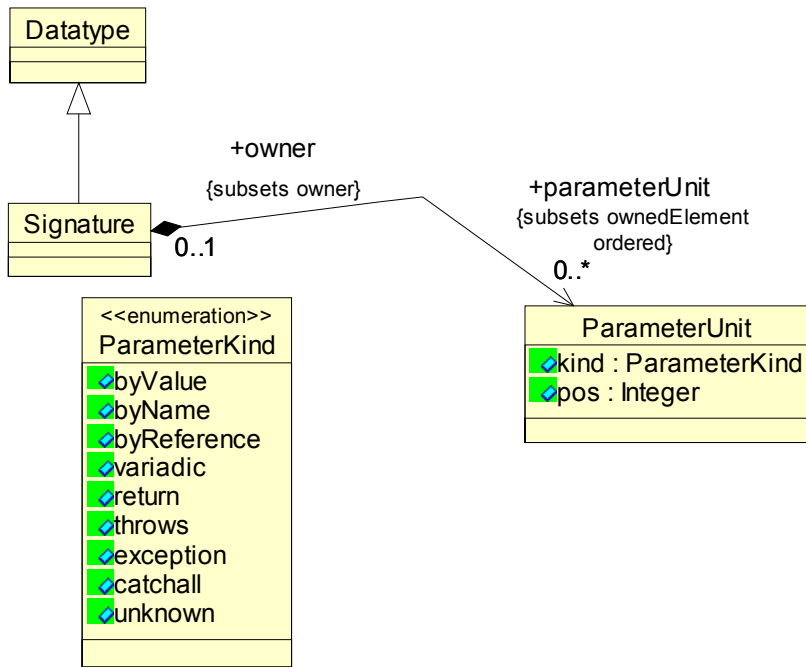 Datatype
+owner
{subsets owner}
+parameterUnit
{subsets ownedElement
ordered}
Signature
0..1
0..*
<<enumeration>>
ParameterKind
byValue
byName
byReference
variadic
return
throws
exception
catchall
unknown
ParameterUnit
kind : ParameterKind
pos : Integer